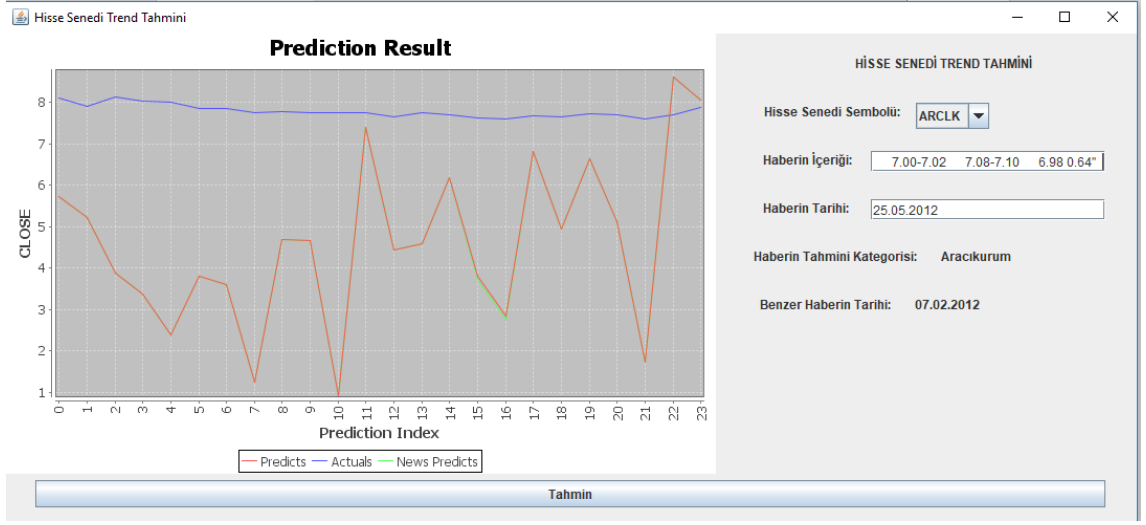 Hisse Senedi Trend Tahmini
Prediction Result
CLOSE
8
7
6
5
4
3
2
1
0 1 2 3 4 5 6 7 8 9 10 11 12 13 14 15 16 17 18 19 20 21 22 23
Prediction Index
Predicts Actuals News Predicts
HİSSE SENEDİ TREND TAHMİNİ
Hisse Senedi Sembolü: ARCLK
Haberin İçeriği: 7.00-7.02 7.08-7.10 6.98 0.64"
Haberin Tarihi: 25.05.2012
Haberin Tahmini Kategorisi: Aracıkurum
Benzer Haberin Tarihi: 07.02.2012
Tahmin